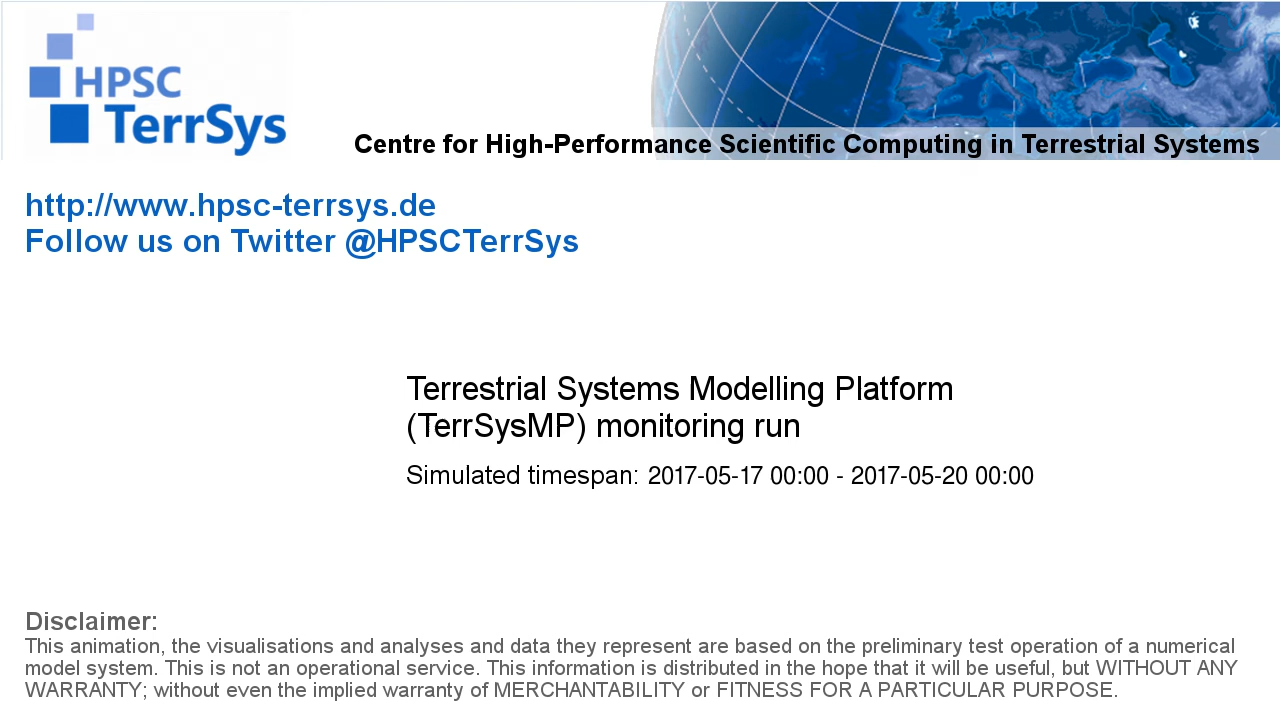 HPSC
TerrSys
Centre for High-Performance Scientific Computing in Terrestrial Systems
http://www.hpsc-terrsys.de
Follow us on Twitter @HPSCTerrSys
Terrestrial Systems Modelling Platform
(TerrSysMP) monitoring run
Simulated timespan: 2017-05-17 00:00 - 2017-05-20 00:00
Disclaimer:
This animation, the visualisations and analyses and data they represent are based on the preliminary test operation of a numerical
model system. This is not an operational service. This information is distributed in the hope that it will be useful, but WITHOUT ANY
WARRANTY; without even the implied warranty of MERCHANTABILITY or FITNESS FOR A PARTICULAR PURPOSE.